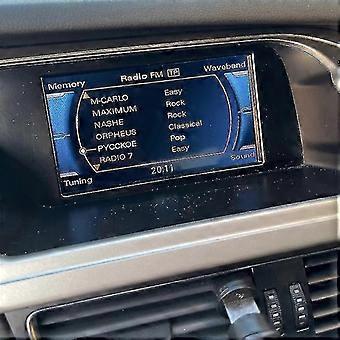 Memory Radio FM TP Waveband
M-CARLO Easy
MAXIMUM Rock
NASHE Rock
ORPHEUS Classical
РУССКОЕ Pop
RADIO 7 Easy
Tuning 20:11 Sound